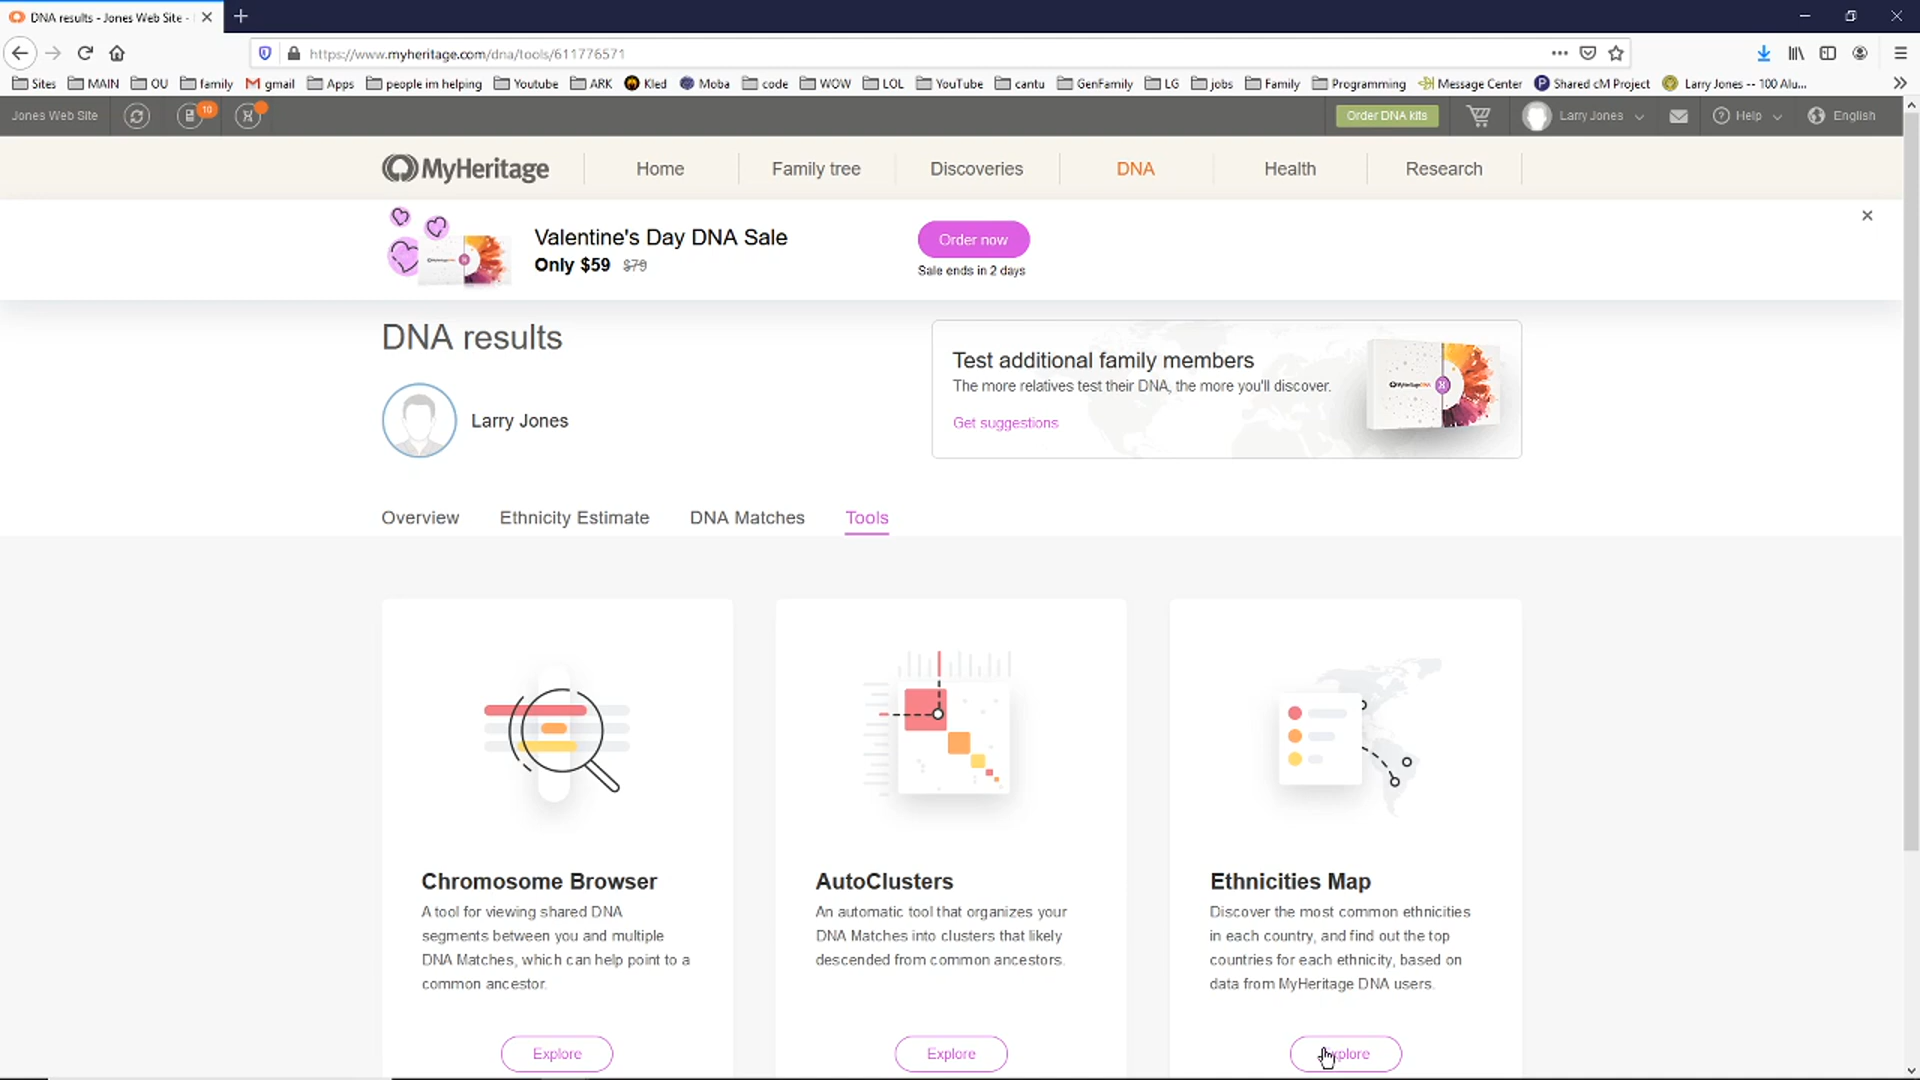 DNA results - Jones Web Site -
https://www.myheritage.com/dna/tools/611776571
Sites MAIN OU family gmail Apps people im helping Youtube ARK Kled Moba code WOW LOL YouTube cantu GenFamily LG jobs Family Programming Message Center Shared cM Project Larry Jones -- 100 Alu...
Jones Web Site 10 Order DNA kits Larry Jones Help English
MyHeritage Home Family tree Discoveries DNA Health Research
Valentine's Day DNA Sale
Only $59 $79
Order now
Sale ends in 2 days
DNA results
Larry Jones
Test additional family members
The more relatives test their DNA, the more you'll discover.
Get suggestions
Overview Ethnicity Estimate DNA Matches Tools
Chromosome Browser
A tool for viewing shared DNA
segments between you and multiple
DNA Matches, which can help point to a
common ancestor.
Explore
AutoClusters
An automatic tool that organizes your
DNA Matches into clusters that likely
descended from common ancestors.
Explore
Ethnicities Map
Discover the most common ethnicities
in each country, and find out the top
countries for each ethnicity, based on
data from MyHeritage DNA users.
Explore